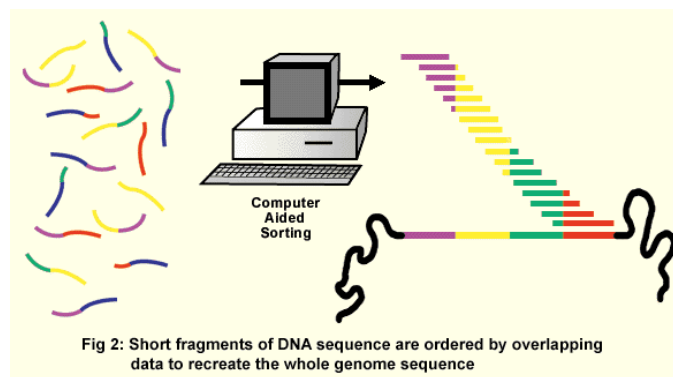 Computer
Aided
Sorting
Fig 2: Short fragments of DNA sequence are ordered by overlapping
data to recreate the whole genome sequence